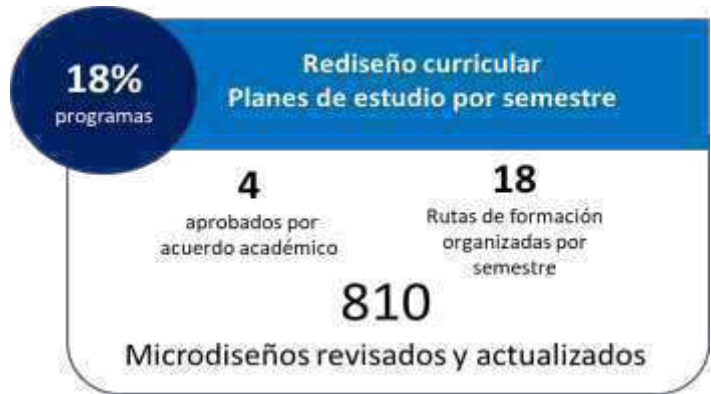 18%
programas
Rediseño curricular
Planes de estudio por semestre
4
aprobados por
acuerdo académico
18
Rutas de formación
organizadas por
semestre
810
Microdiseños revisados y actualizados